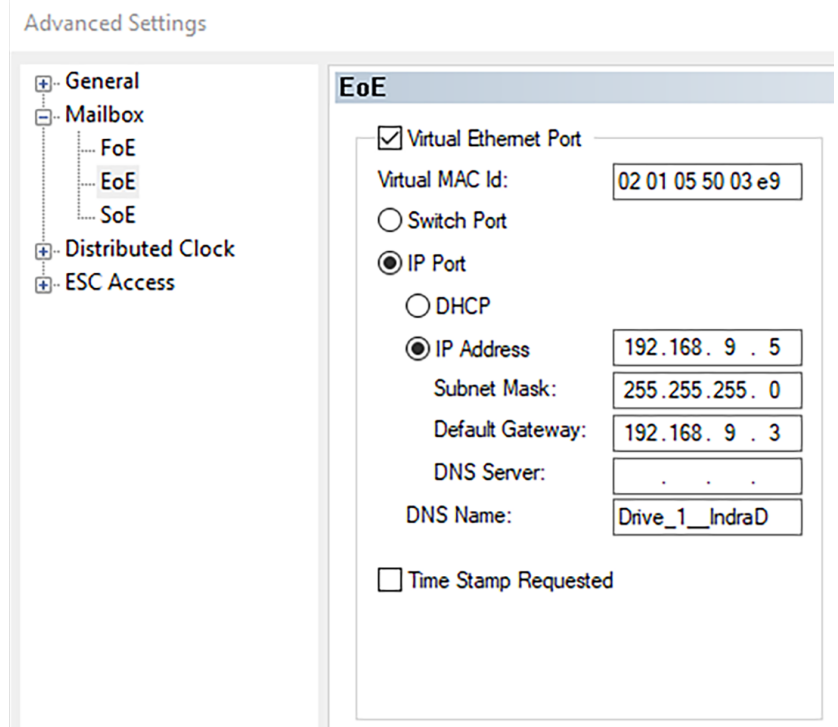 Advanced Settings
General
Mailbox
FoE
EoE
SoE
Distributed Clock
ESC Access
EoE
Virtual Ethernet Port
Virtual MAC Id: 02 01 05 50 03 e9
Switch Port
IP Port
DHCP
IP Address 192.168. 9 . 5
Subnet Mask: 255.255.255. 0
Default Gateway: 192.168. 9 . 3
DNS Server: . . .
DNS Name: Drive_1__IndraD
Time Stamp Requested